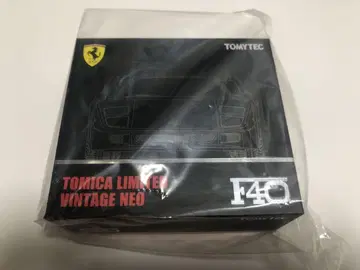 TOMYTEC
TOMICA LIMITED
VINTAGE NEO
F40